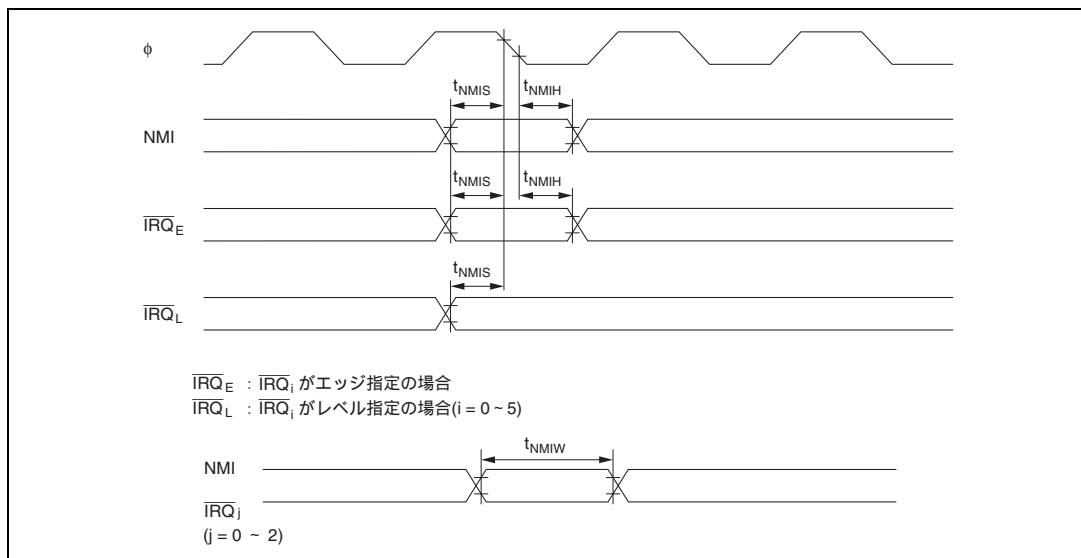 φ
tNMIS tNMIH
NMI
tNMIS tNMIH
IRQE
tNMIS
IRQL
IRQE : IRQi がエッジ指定の場合
IRQL : IRQi がレベル指定の場合(i = 0~5)
tNMIW
NMI
IRQj
(j = 0 ~ 2)